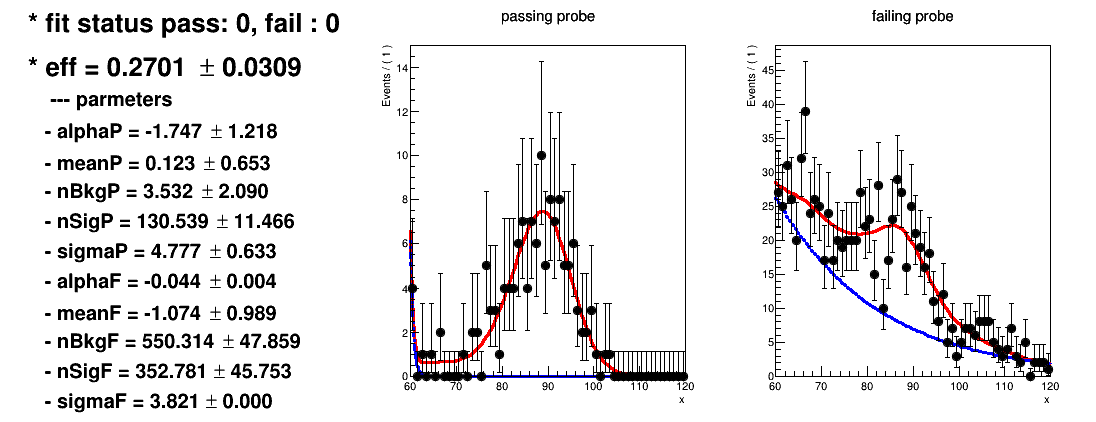 * fit status pass: 0, fail : 0
* eff = 0.2701 ± 0.0309
--- parmeters
- alphaP = -1.747 ± 1.218
- meanP = 0.123 ± 0.653
- nBkgP = 3.532 ± 2.090
- nSigP = 130.539 ± 11.466
- sigmaP = 4.777 ± 0.633
- alphaF = -0.044 ± 0.004
- meanF = -1.074 ± 0.989
- nBkgF = 550.314 ± 47.859
- nSigF = 352.781 ± 45.753
- sigmaF = 3.821 ± 0.000
passing probe
Events / ( 1 )
14
12
10
8
6
4
2
0
60 70 80 90 100 110 120
x
failing probe
Events / ( 1 )
45
40
35
30
25
20
15
10
5
0
60 70 80 90 100 110 120
x